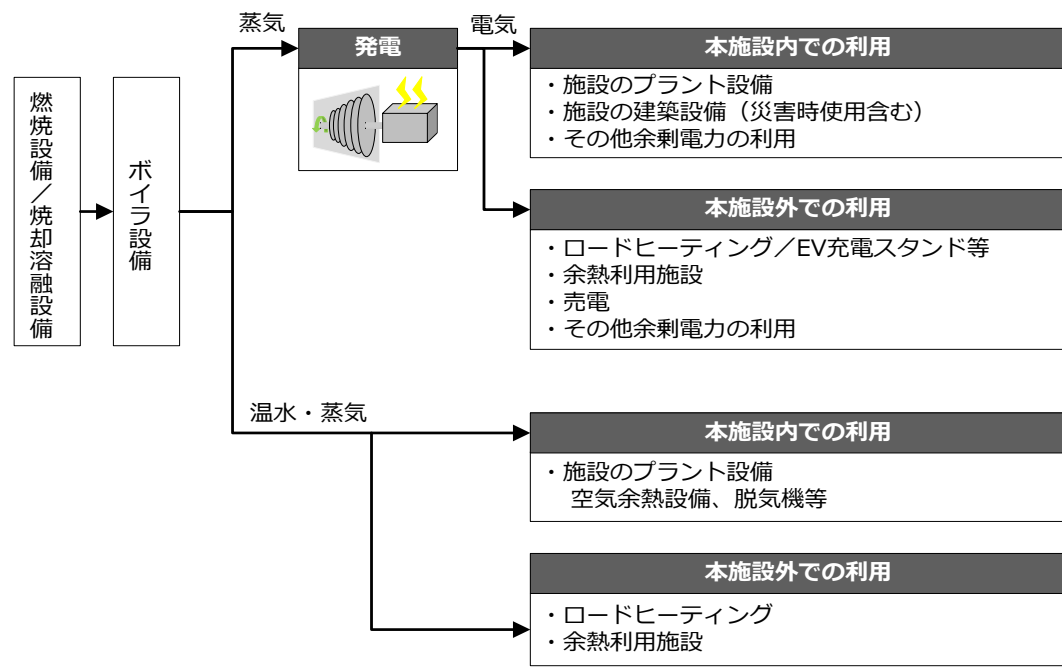 燃焼設備／焼却溶融設備
ボイラ設備
蒸気
発電
電気
本施設内での利用
・施設のプラント設備
・施設の建築設備（災害時使用含む）
・その他余剰電力の利用
本施設外での利用
・ロードヒーティング／EV充電スタンド等
・余熱利用施設
・売電
・その他余剰電力の利用
温水・蒸気
本施設内での利用
・施設のプラント設備
空気余熱設備、脱気機等
本施設外での利用
・ロードヒーティング
・余熱利用施設